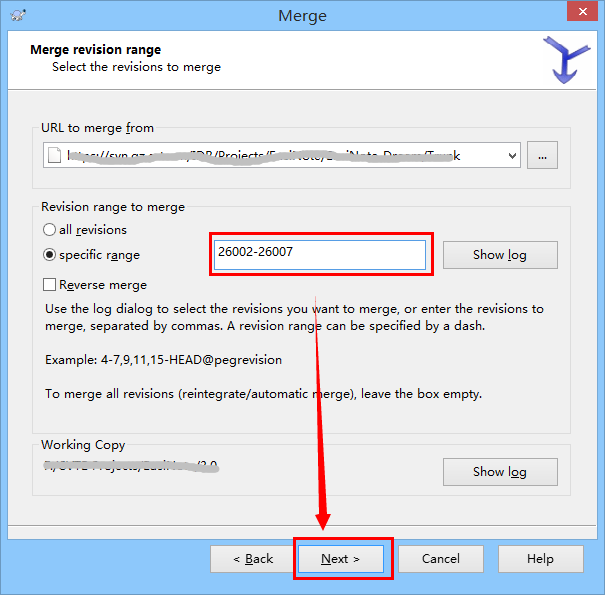 Merge
Merge revision range
Select the revisions to merge
URL to merge from
...
Revision range to merge
all revisions
specific range
26002-26007
Show log
Reverse merge
Use the log dialog to select the revisions you want to merge, or enter the revisions to
merge, separated by commas. A revision range can be specified by a dash.
Example: 4-7,9,11,15-HEAD@pegrevision
To merge all revisions (reintegrate/automatic merge), leave the box empty.
Working Copy
Show log
< Back
Next >
Cancel
Help